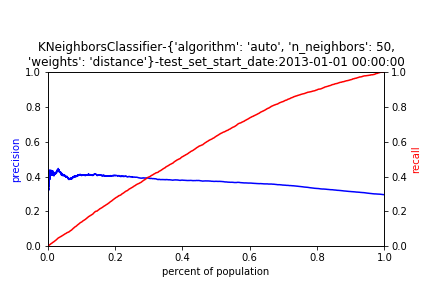 KNeighborsClassifier-{'algorithm': 'auto', 'n_neighbors': 50,
'weights': 'distance'}-test_set_start_date:2013-01-01 00:00:00
1.0
0.8
0.6
0.4
0.2
0.0
precision
1.0
0.8
0.6
0.4
0.2
0.0
recall
0.0 0.2 0.4 0.6 0.8 1.0
percent of population